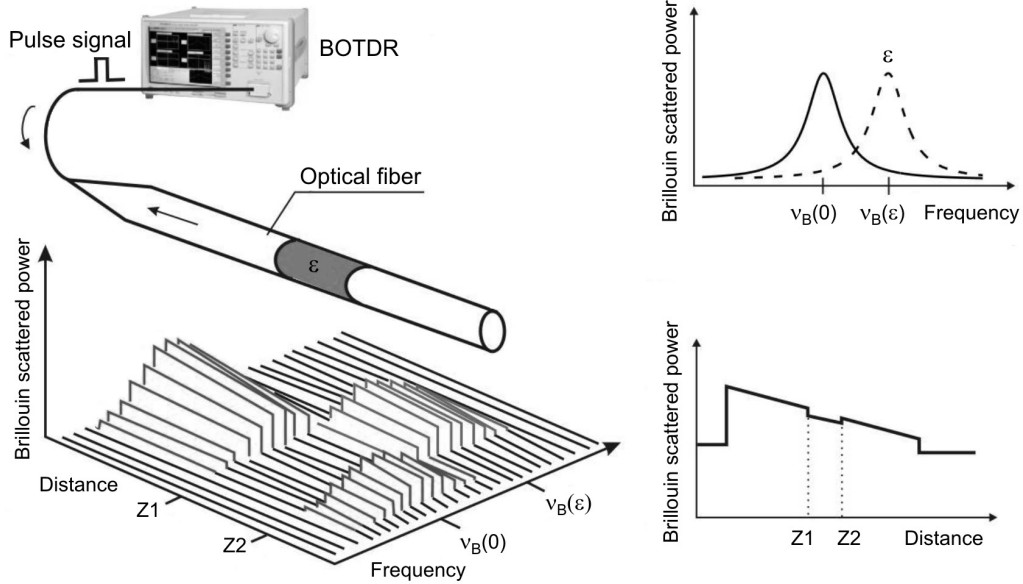 Pulse signal
BOTDR
Optical fiber
ε
Brillouin scattered power
Distance
Z1
Z2
νB(0)
νB(ε)
Frequency
Brillouin scattered power
ε
νB(0)
νB(ε)
Frequency
Brillouin scattered power
Z1
Z2
Distance